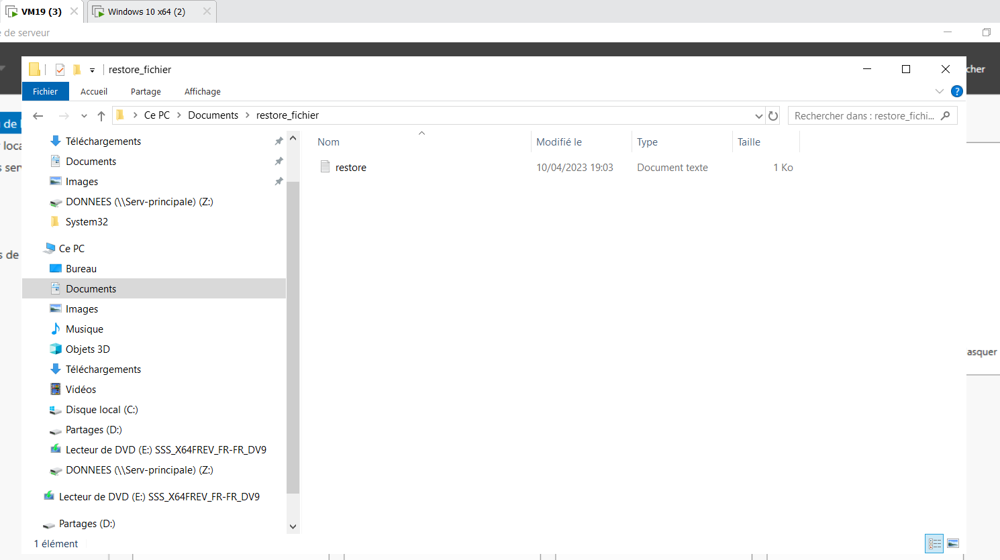 VM19 (3)
Windows 10 x64 (2)
de serveur
restore_fichier
cher
Fichier
Accueil
Partage
Affichage
?
Ce PC > Documents > restore_fichier
Rechercher dans : restore_fichi...
de l
loca
s serv
s de
asquer
Nom
Modifié le
Type
Taille
restore
10/04/2023 19:03
Document texte
1 Ko
Téléchargements
Documents
Images
DONNEES (\\Serv-principale) (Z:)
System32
Ce PC
Bureau
Documents
Images
Musique
Objets 3D
Téléchargements
Vidéos
Disque local (C:)
Partages (D:)
Lecteur de DVD (E:) SSS_X64FREV_FR-FR_DV9
DONNEES (\\Serv-principale) (Z:)
Lecteur de DVD (E:) SSS_X64FREV_FR-FR_DV9
Partages (D:)
1 élément